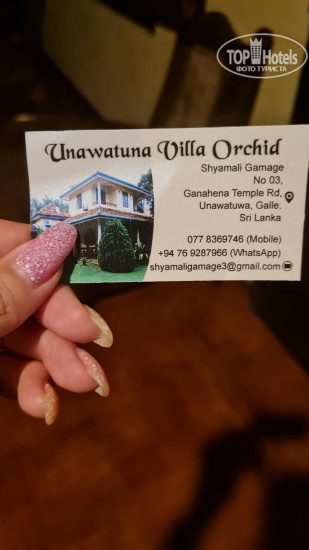 TOP Hotels
ФОТО ТУРИСТА
Unawatuna Villa Orchid
Shyamali Gamage
No 03,
Ganahena Temple Rd,
Unawatuwa, Galle.
Sri Lanka
077 8369746 (Mobile)
+94 76 9287966 (WhatsApp)
shyamaligamage3@gmail.com